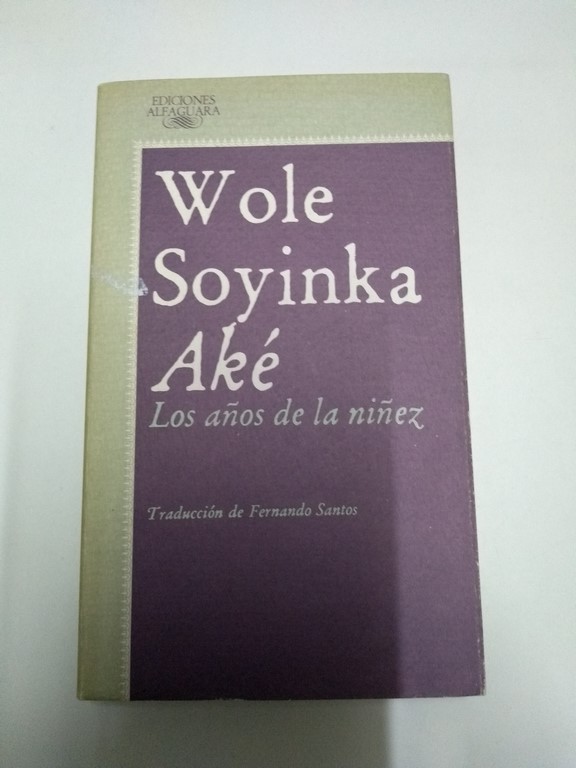 EDICIONES
ALFAGUARA
Wole
Soyinka
Aké
Los años de la niñez
Traducción de Fernando Santos